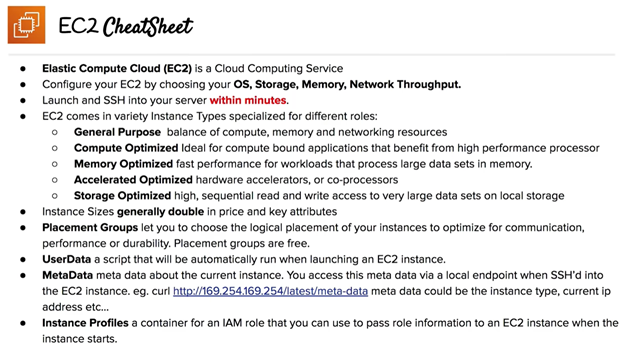 EC2 CheatSheet
● Elastic Compute Cloud (EC2) is a Cloud Computing Service
● Configure your EC2 by choosing your OS, Storage, Memory, Network Throughput.
● Launch and SSH into your server within minutes.
● EC2 comes in variety Instance Types specialized for different roles:
○ General Purpose balance of compute, memory and networking resources
○ Compute Optimized Ideal for compute bound applications that benefit from high performance processor
○ Memory Optimized fast performance for workloads that process large data sets in memory.
○ Accelerated Optimized hardware accelerators, or co-processors
○ Storage Optimized high, sequential read and write access to very large data sets on local storage
● Instance Sizes generally double in price and key attributes
● Placement Groups let you to choose the logical placement of your instances to optimize for communication,
performance or durability. Placement groups are free.
● UserData a script that will be automatically run when launching an EC2 instance.
● MetaData meta data about the current instance. You access this meta data via a local endpoint when SSH'd into
the EC2 instance. eg. curl http://169.254.169.254/latest/meta-data meta data could be the instance type, current ip
address etc...
● Instance Profiles a container for an IAM role that you can use to pass role information to an EC2 instance when the
instance starts.